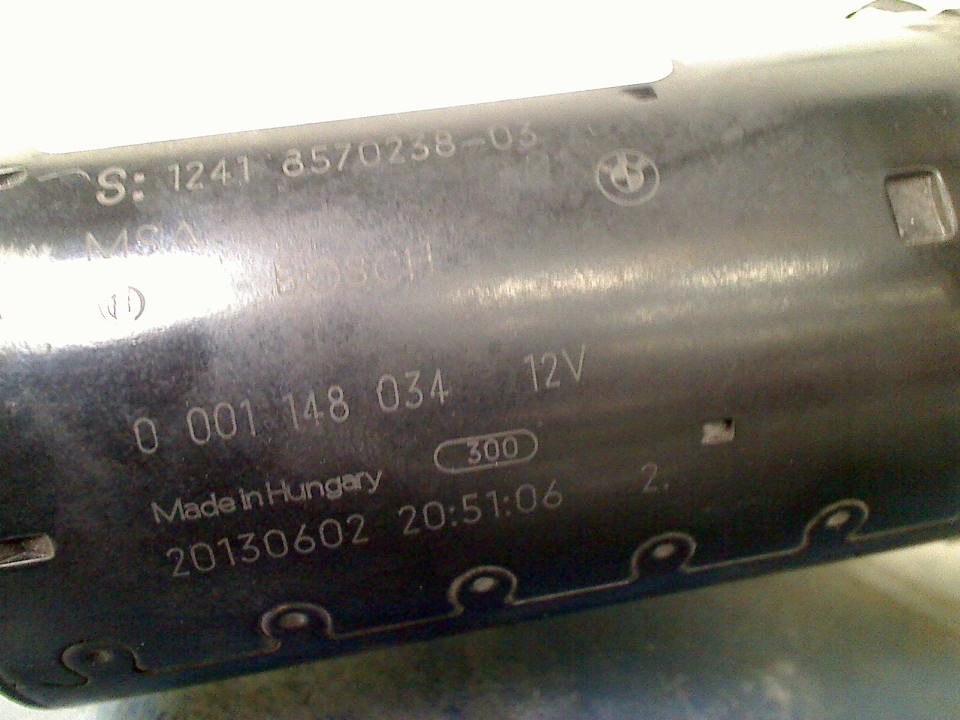 S: 1241 8570238-03
MSA
BOSCH
0 001 148 034 12V
300
Made in Hungary
20130602 20:51:06 2.